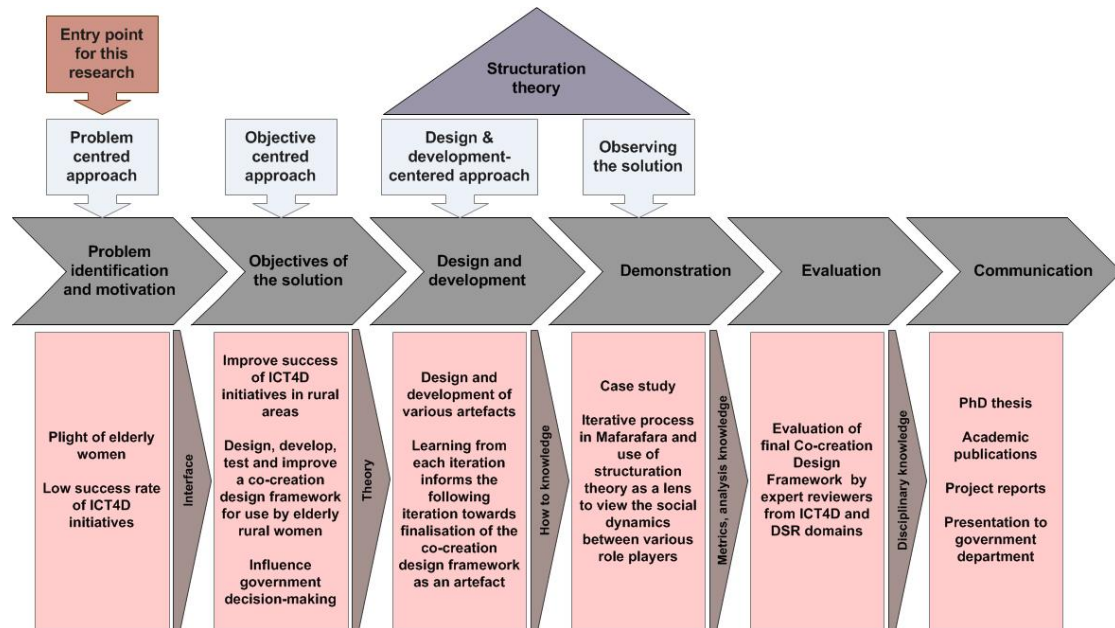 Entry point
for this
research
Structuration
theory
Problem
centred
approach
Objective
centred
approach
Design &
development-
centered approach
Observing
the solution
Problem
identification
and motivation
Objectives of
the solution
Design and
development
Demonstration
Evaluation
Communication
Plight of elderly
women
Low success rate
of ICT4D
initiatives
Interface
Improve success
of ICT4D
initiatives in rural
areas
Design, develop,
test and improve
a co-creation
design framework
for use by elderly
rural women
Influence
government
decision-making
Theory
Design and
development of
various artefacts
Learning from
each iteration
informs the
following
iteration towards
finalisation of the
co-creation
design framework
as an artefact
How to knowledge
Case study
Iterative process
in Mafarafara and
use of
structuration
theory as a lens
to view the social
dynamics
between various
role players
Metrics, analysis knowledge
Evaluation of
final Co-creation
Design
Framework by
expert reviewers
from ICT4D and
DSR domains
Disciplinary knowledge
PhD thesis
Academic
publications
Project reports
Presentation to
government
department